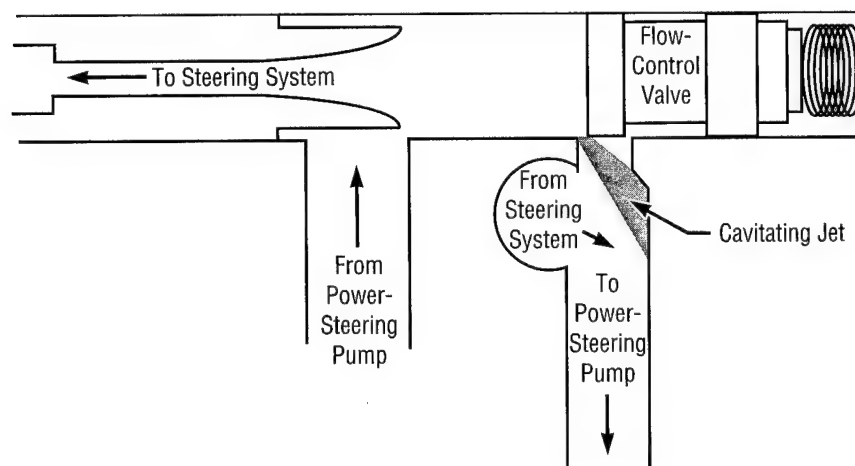 To Steering System
Flow-
Control
Valve
From
Steering
System
Cavitating Jet
From
Power-
Steering
Pump
To
Power-
Steering
Pump